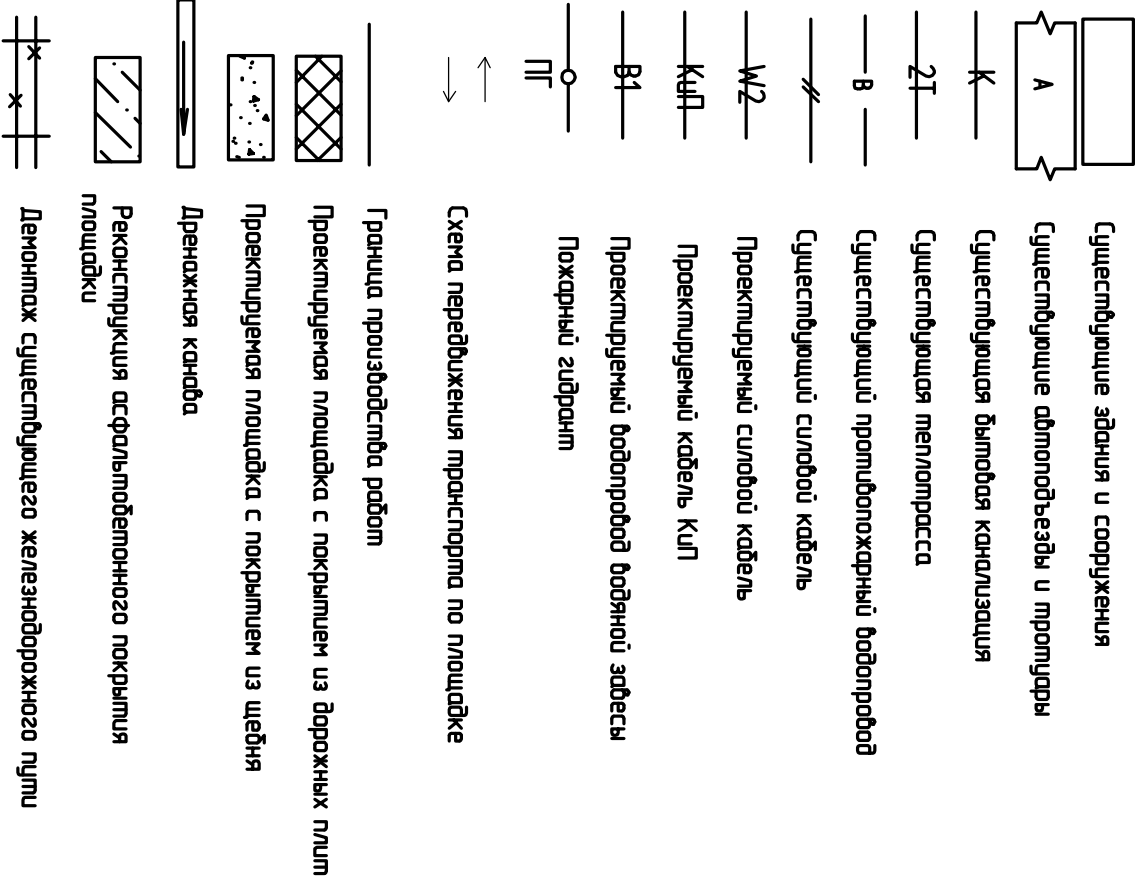 Существующие здания и сооружения
А Существующие автоподъезды и тротуары
К Существующая бытовая канализация
2Т Существующая теплотрасса
В Существующий противопожарный водопровод
Существующий силовой кабель
W2 Проектируемый силовой кабель
КиП Проектируемый кабель КиП
В1 Проектируемый водопровод водяной завесы
ПГ Пожарный гидрант
Схема передвижения транспорта по площадке
Граница производства работ
Проектируемая площадка с покрытием из дорожных плит
Проектируемая площадка с покрытием из щебня
Дренажная канава
Реконструкция асфальтобетонного покрытия
площадки
Демонтаж существующего железнодорожного пути